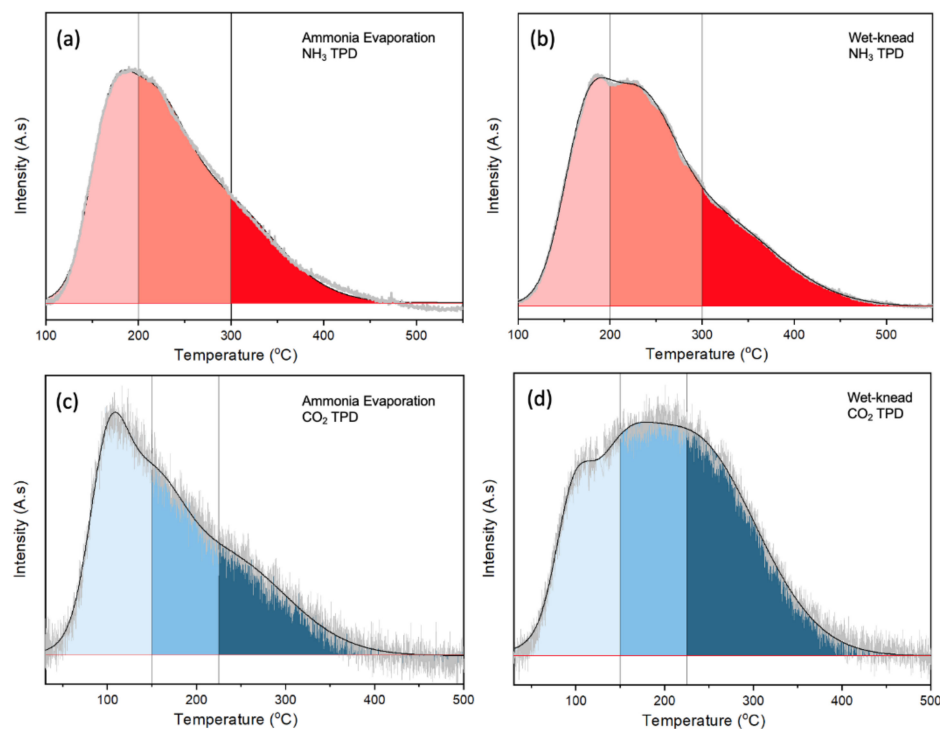 (a)
Ammonia Evaporation
NH₃ TPD
Intensity (A.s)
100 200 300 400 500
Temperature (°C)
(b)
Wet-knead
NH₃ TPD
Intensity (A.s)
100 200 300 400 500
Temperature (°C)
(c)
Ammonia Evaporation
CO₂ TPD
Intensity (A.s)
100 200 300 400 500
Temperature (°C)
(d)
Wet-knead
CO₂ TPD
Intensity (A.s)
100 200 300 400 500
Temperature (°C)